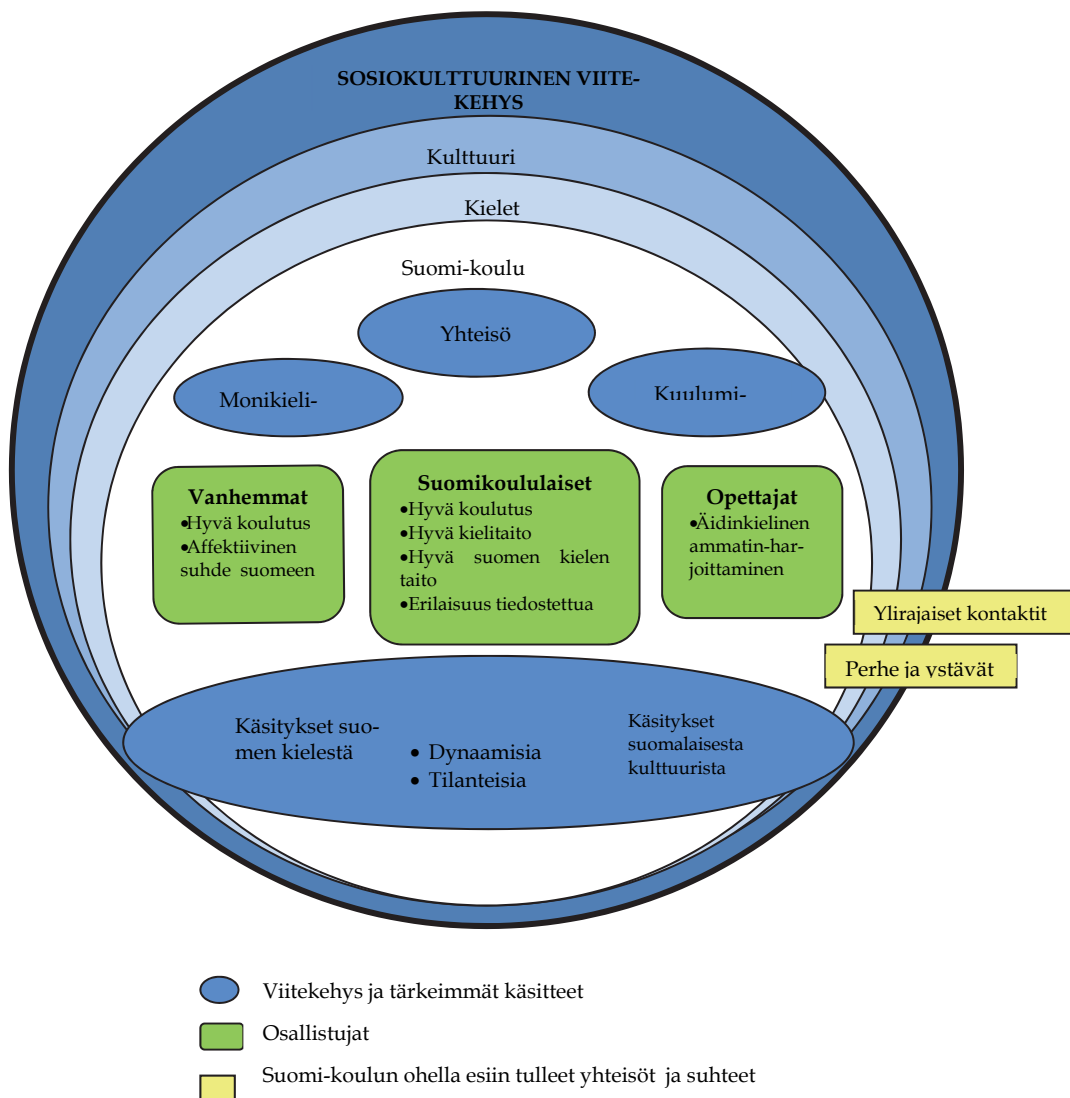 SOSIOKULTTUURINEN VIITE-
KEHYS
Kulttuuri
Kielet
Suomi-koulu
Yhteisö
Monikieli-
Kuulumi-
Vanhemmat
•Hyvä koulutus
•Affektiivinen
suhde suomeen
Suomikoululaiset
•Hyvä koulutus
•Hyvä kielitaito
•Hyvä suomen kielen
taito
•Erilaisuus tiedostettua
Opettajat
•Äidinkielinen
ammatin-har-
joittaminen
Ylirajaiset kontaktit
Perhe ja ystävät
Käsitykset suo-
men kielestä
• Dynaamisia
• Tilanteisia
Käsitykset
suomalaisesta
kulttuurista
Viitekehys ja tärkeimmät käsitteet
Osallistujat
Suomi-koulun ohella esiin tulleet yhteisöt ja suhteet